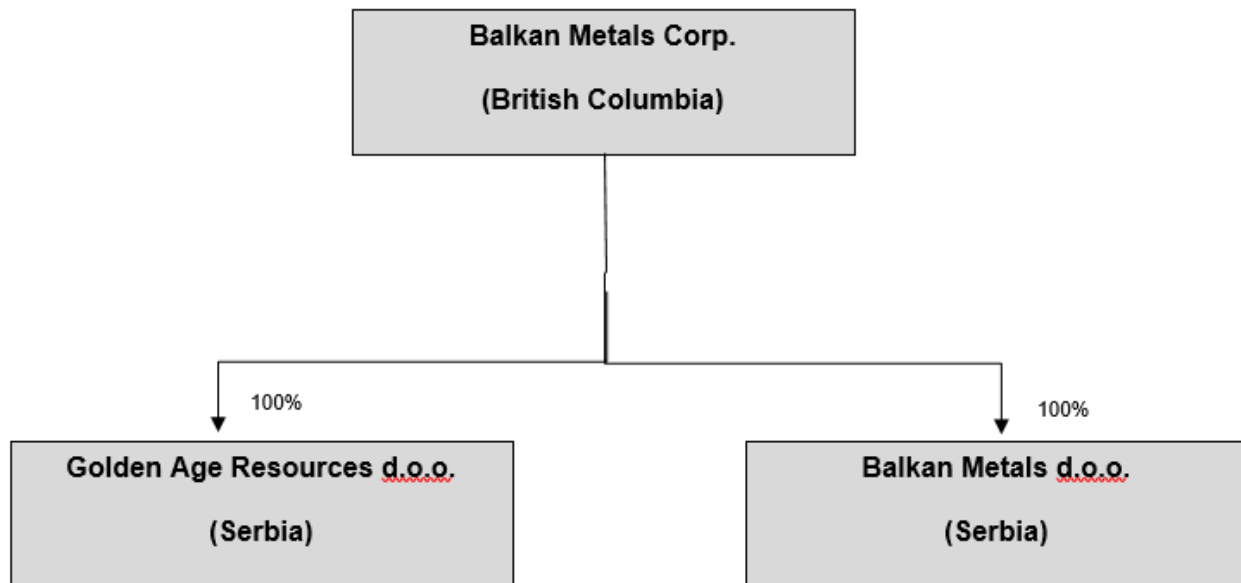 Balkan Metals Corp.
(British Columbia)
100%
100%
Golden Age Resources d.o.o.
(Serbia)
Balkan Metals d.o.o.
(Serbia)